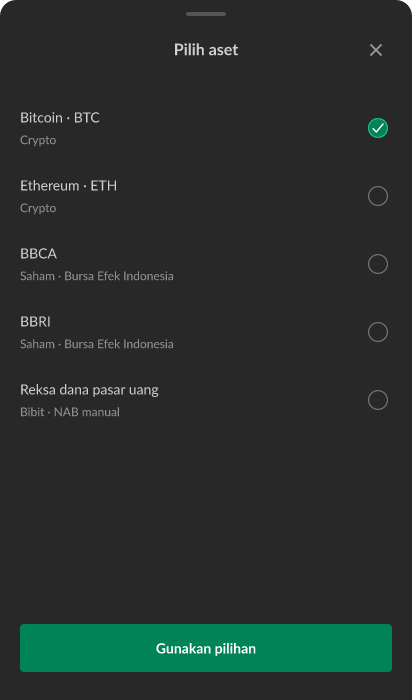 Pilih aset
Bitcoin · BTC
Crypto
Ethereum · ETH
Crypto
BBCA
Saham · Bursa Efek Indonesia
BBRI
Saham · Bursa Efek Indonesia
Reksa dana pasar uang
Bibit · NAB manual
Gunakan pilihan